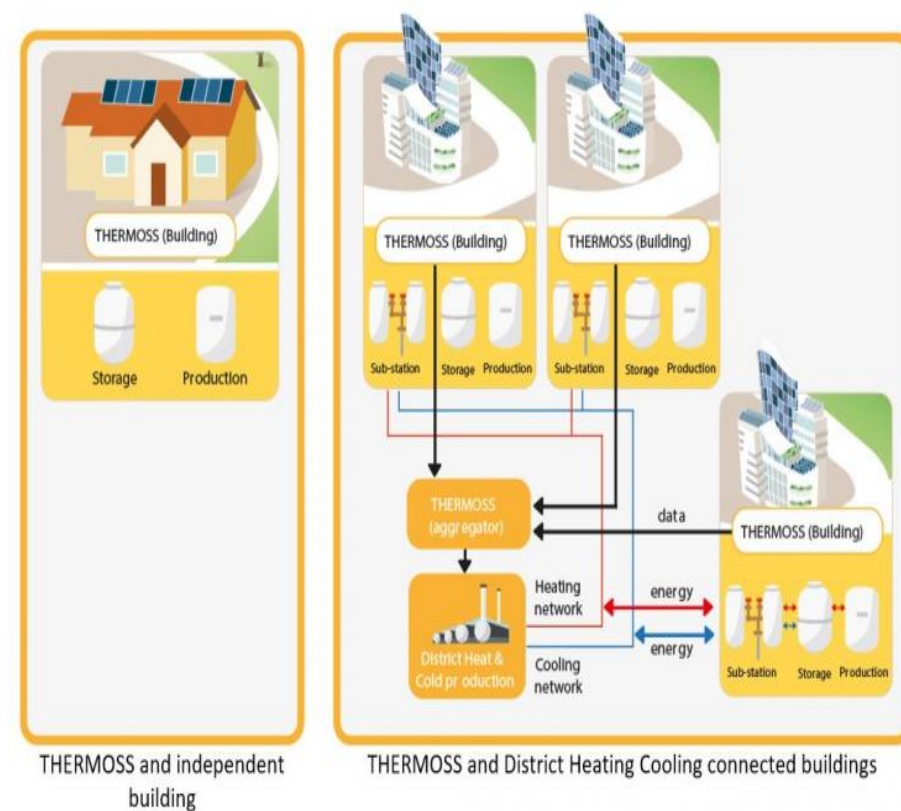 THERMOSS (Building)
Storage
Production
THERMOSS and independent
building
THERMOSS (Building)
Sub-station
Storage
Production
THERMOSS (Building)
Sub-station
Storage
Production
THERMOSS
(aggregator)
data
THERMOSS (Building)
Heating
network
energy
energy
District Heat &
Cold pr oduction
Cooling
network
Sub-station
Storage
Production
THERMOSS and District Heating Cooling connected buildings